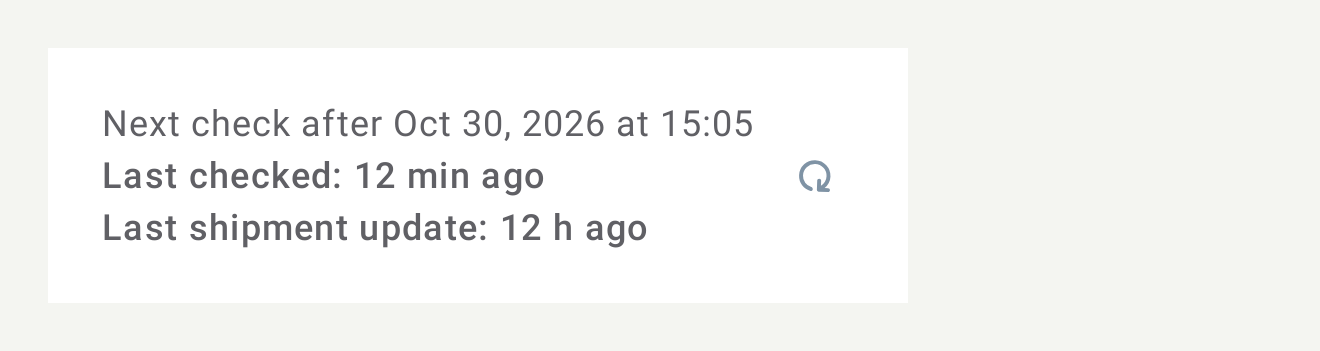 Next check after Oct 30, 2026 at 15:05
Last checked: 12 min ago
Last shipment update: 12 h ago